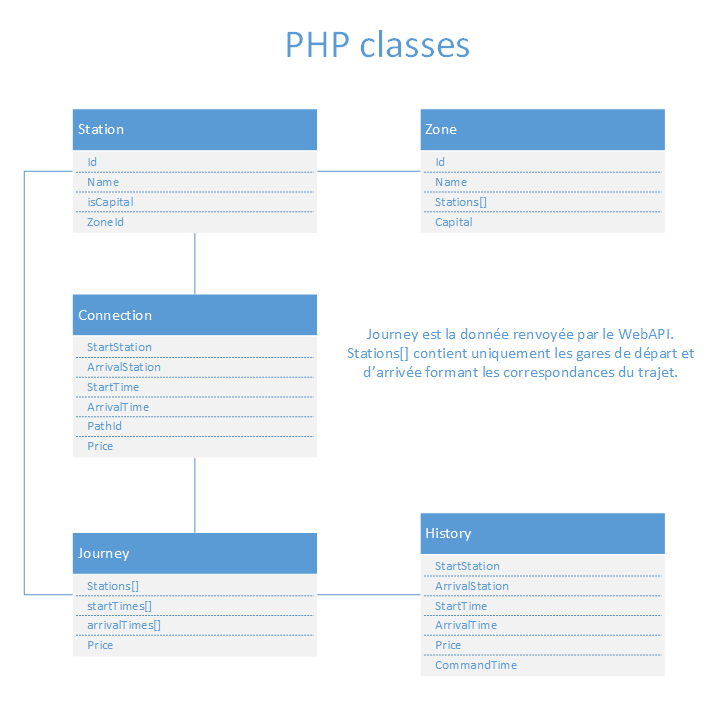 PHP classes
Station
Id
Name
isCapital
ZoneId
Zone
Id
Name
Stations[]
Capital
Connection
StartStation
ArrivalStation
StartTime
ArrivalTime
PathId
Price
Journey est la donnée renvoyée par le WebAPI.
Stations[] contient uniquement les gares de départ et
d’arrivée formant les correspondances du trajet.
Journey
Stations[]
startTimes[]
arrivalTimes[]
Price
History
StartStation
ArrivalStation
StartTime
ArrivalTime
Price
CommandTime